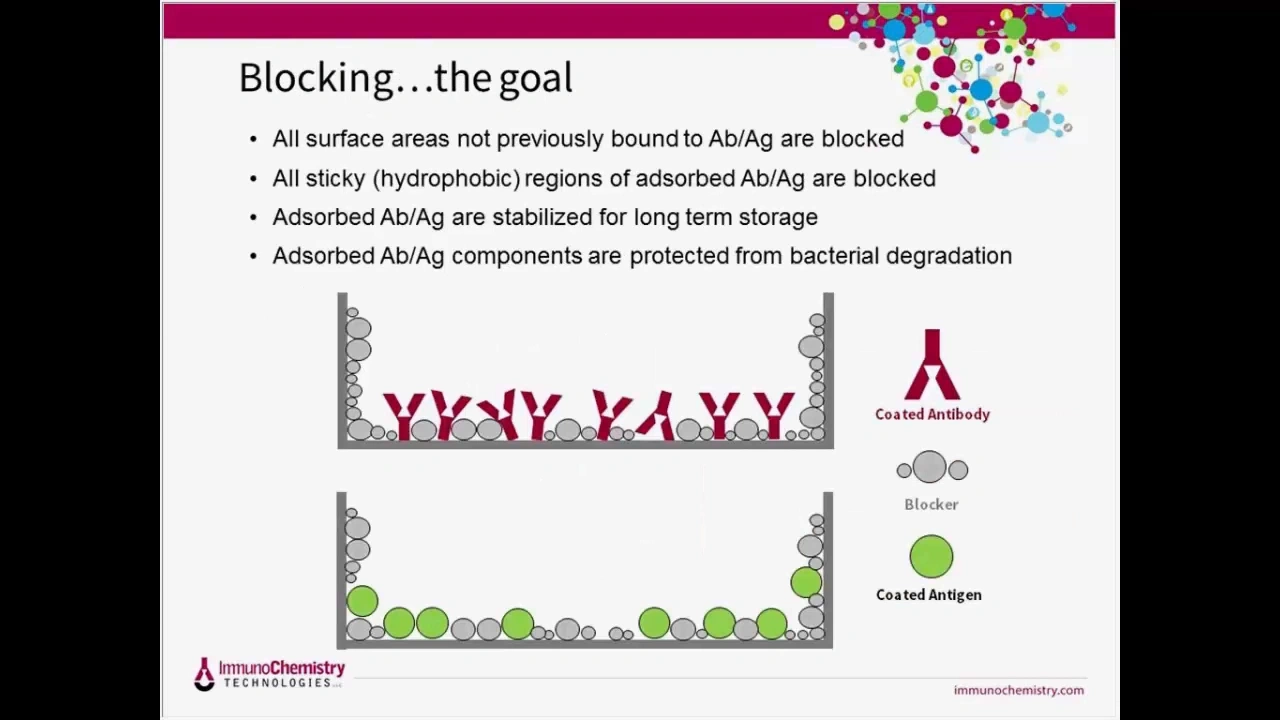 Blocking…the goal
• All surface areas not previously bound to Ab/Ag are blocked
• All sticky (hydrophobic) regions of adsorbed Ab/Ag are blocked
• Adsorbed Ab/Ag are stabilized for long term storage
• Adsorbed Ab/Ag components are protected from bacterial degradation
Coated Antibody
Blocker
Coated Antigen
ImmunoChemistry
TECHNOLOGIES
immunochemistry.com